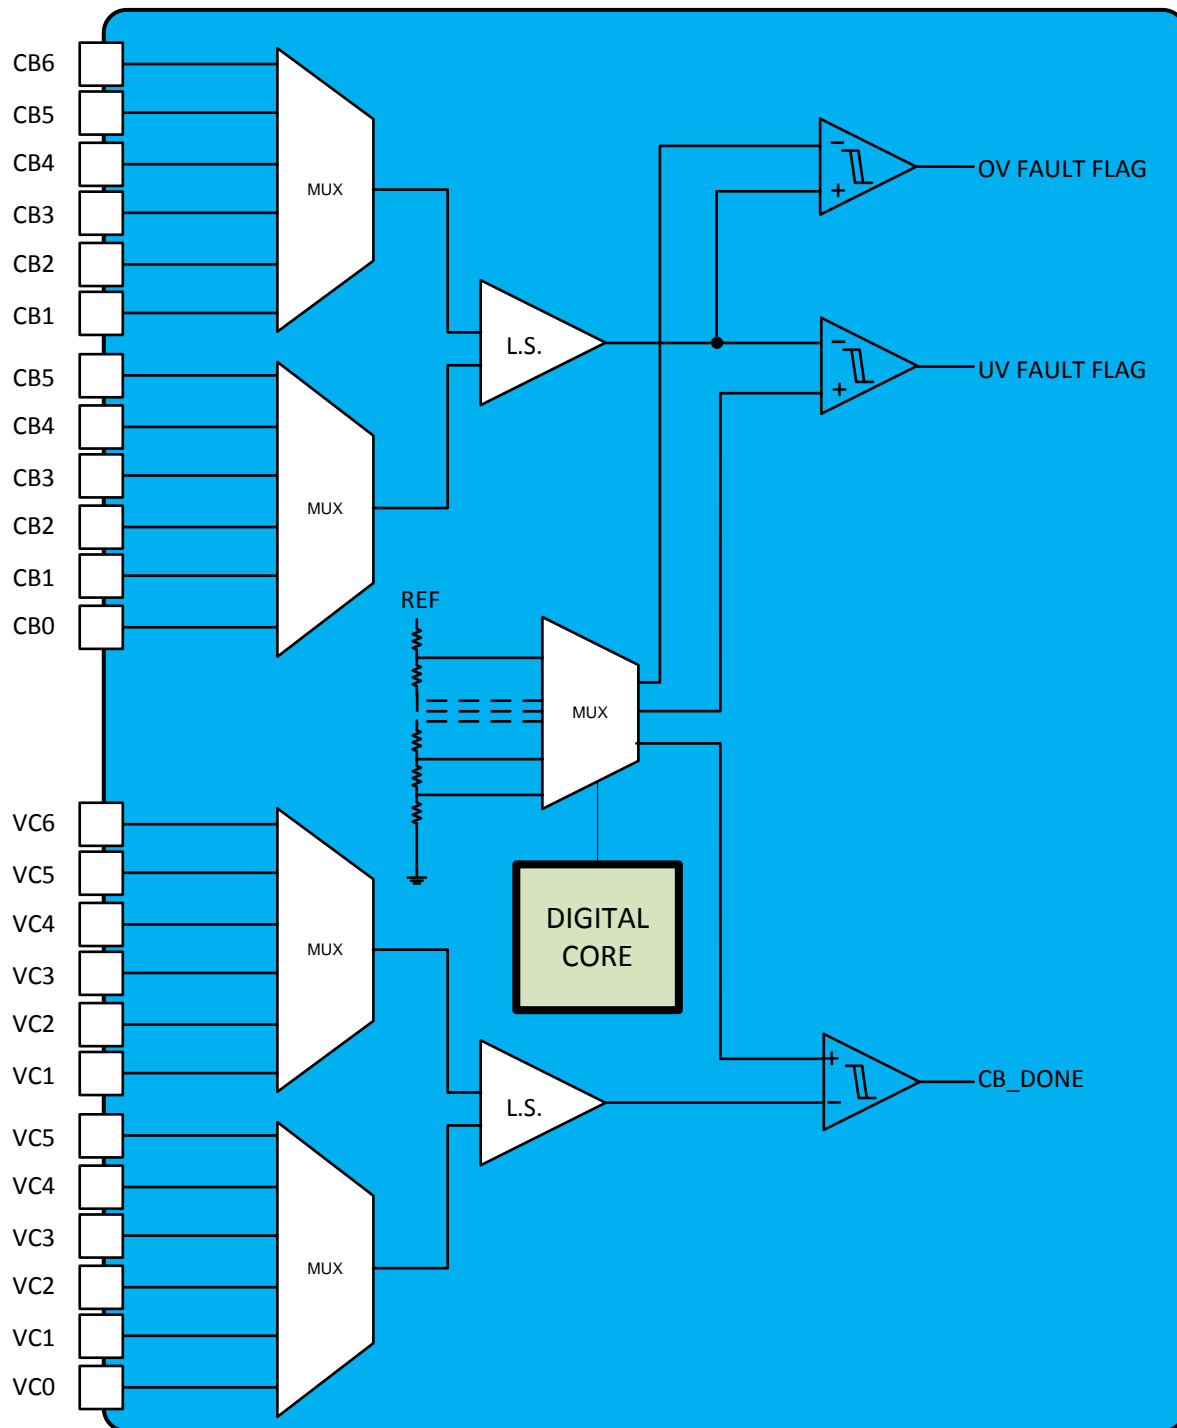 CB6
CB5
CB4
CB3
CB2
CB1
MUX
CB5
CB4
CB3
CB2
CB1
CB0
MUX
L.S.
-
+
OV FAULT FLAG
-
+
UV FAULT FLAG
REF
MUX
DIGITAL
CORE
VC6
VC5
VC4
VC3
VC2
VC1
MUX
VC5
VC4
VC3
VC2
VC1
VC0
MUX
L.S.
+
-
CB_DONE